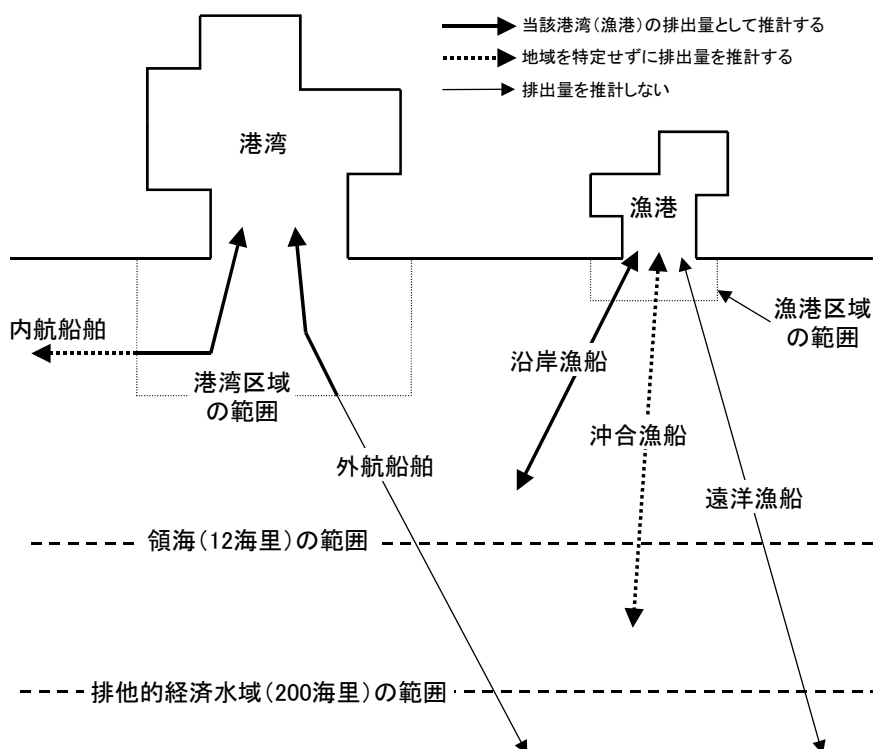 当該港湾(漁港)の排出量として推計する
地域を特定せずに排出量を推計する
排出量を推計しない
港湾
漁港
内航船舶
港湾区域
の範囲
漁港区域
の範囲
沿岸漁船
沖合漁船
外航船舶
遠洋漁船
領海(12海里)の範囲
排他的経済水域(200海里)の範囲